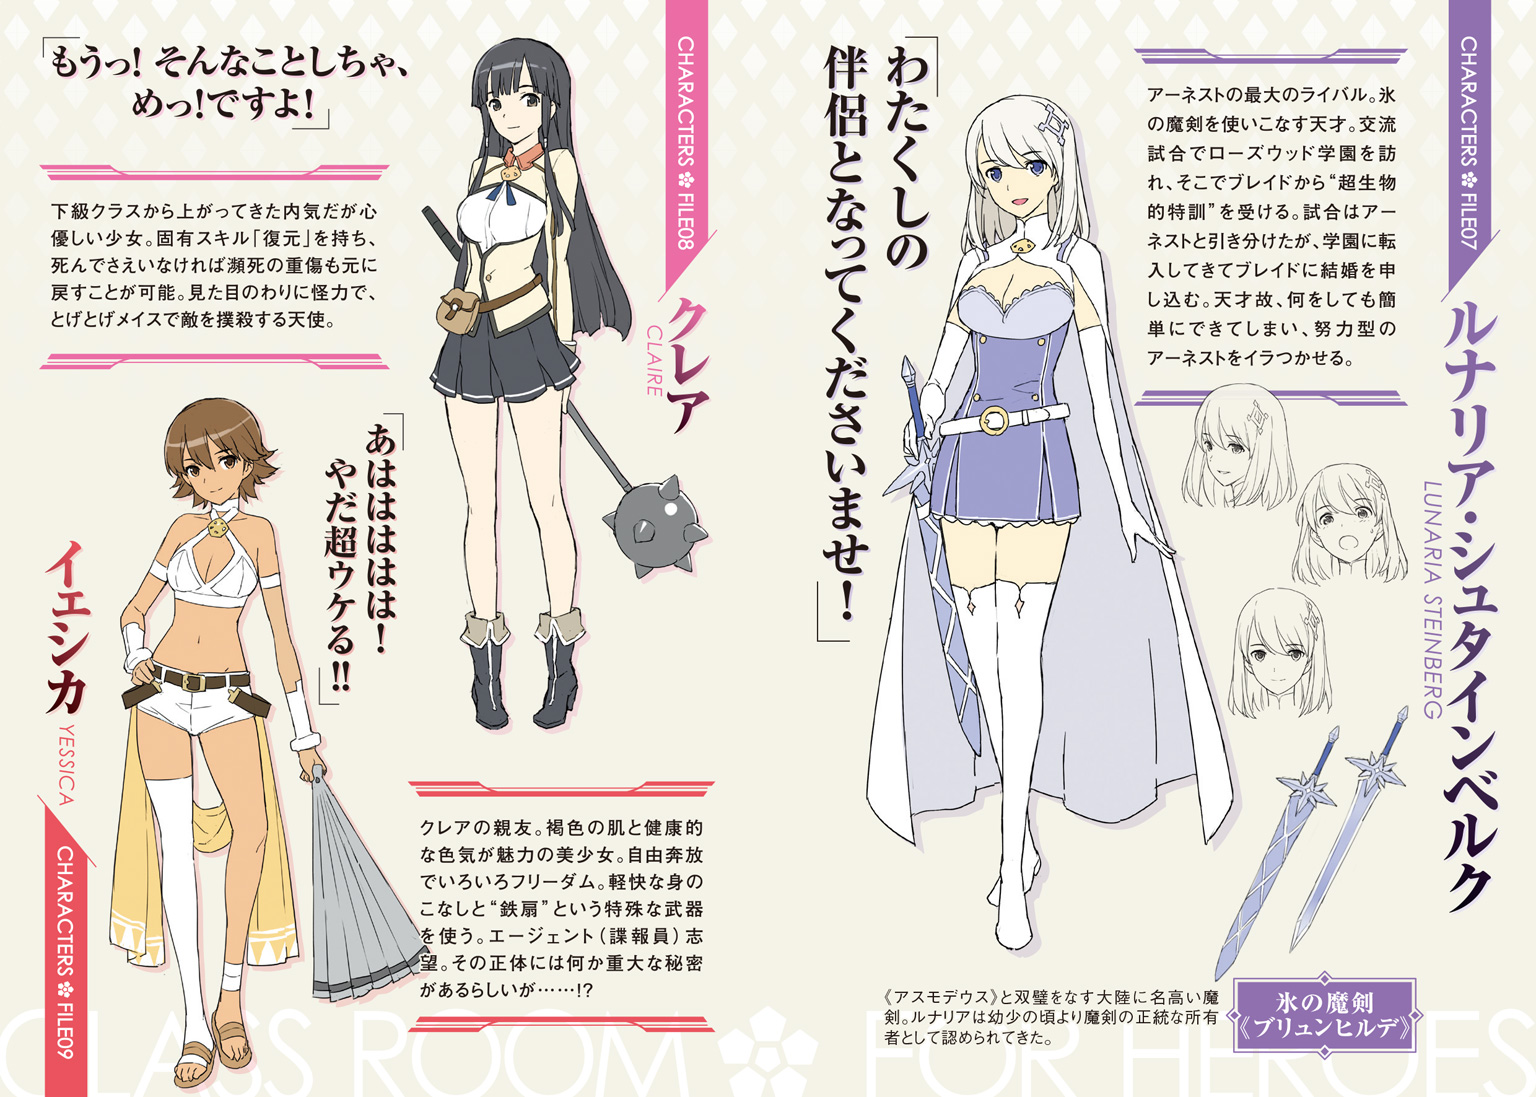 CHARACTERS FILE07
ルナリア・シュタインベルク
LUNARIA STEINBERG
アーネストの最大のライバル。氷
の魔剣を使いこなす天才。交流
試合でローズウッド学園を訪
れ、そこでブレイドから“超生物
的特訓”を受ける。試合はアー
ネストと引き分けたが、学園に転
入してきてブレイドに結婚を申
し込む。天才故、何をしても簡
単にできてしまい、努力型の
アーネストをイラつかせる。
「わたくしの
伴侶となってくださいませ！」
氷の魔剣
《ブリュンヒルデ》
《アスモデウス》と双璧をなす大陸に名高い魔
剣。ルナリアは幼少の頃より魔剣の正統な所有
者として認められてきた。
CHARACTERS FILE08
クレア
CLAIRE
「もうっ！ そんなことしちゃ、
めっ！ですよ！」
下級クラスから上がってきた内気だが心
優しい少女。固有スキル「復元」を持ち、
死んでさえいなければ瀕死の重傷も元に
戻すことが可能。見た目のわりに怪力で、
とげとげメイスで敵を撲殺する天使。
「あはははははは！
やだ超ウケる!!」
イェシカ
YESSICA
CHARACTERS FILE09
クレアの親友。褐色の肌と健康的
な色気が魅力の美少女。自由奔放
でいろいろフリーダム。軽快な身の
こなしと“鉄扇”という特殊な武器
を使う。エージェント（諜報員）志
望。その正体には何か重大な秘密
があるらしいが……!?
CLASS ROOM FOR HEROES